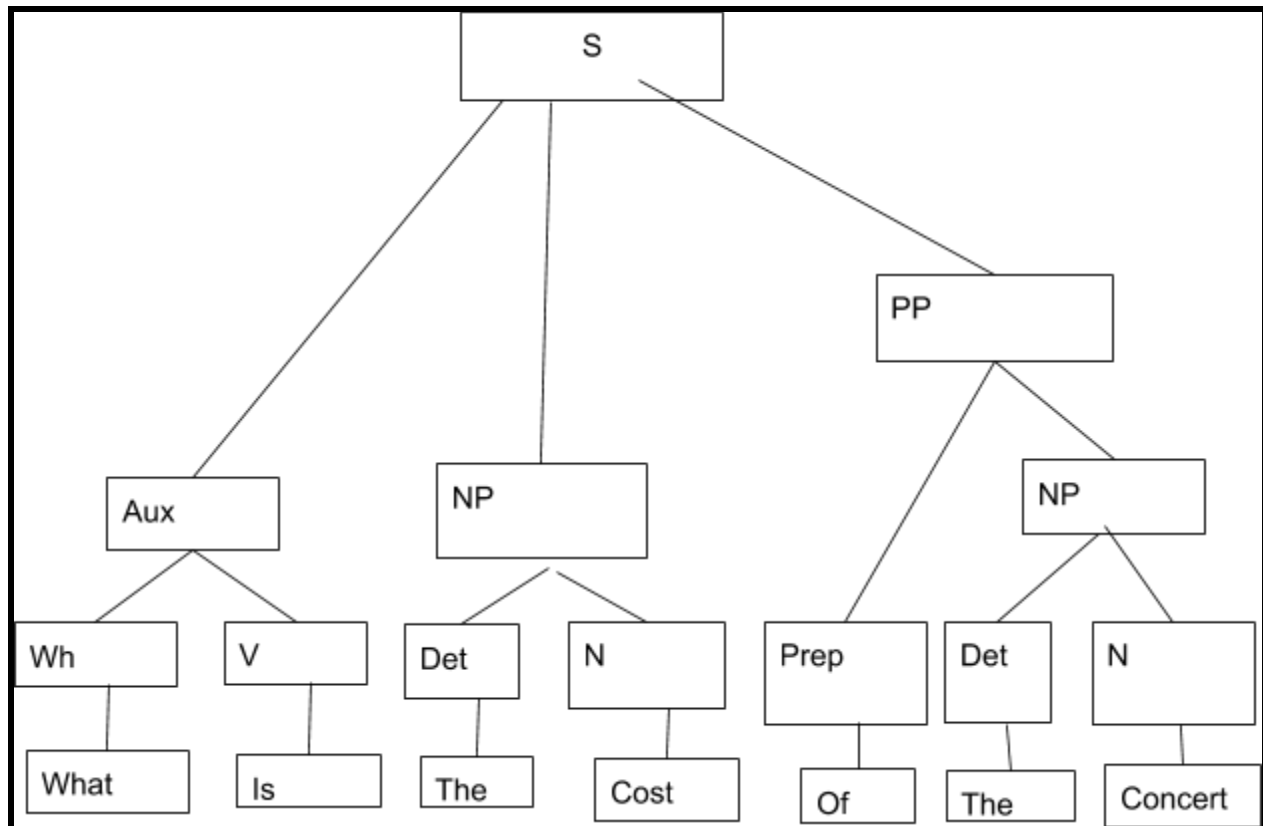 S
PP
Aux
NP
NP
Wh
V
Det
N
Prep
Det
N
What
Is
The
Cost
Of
The
Concert